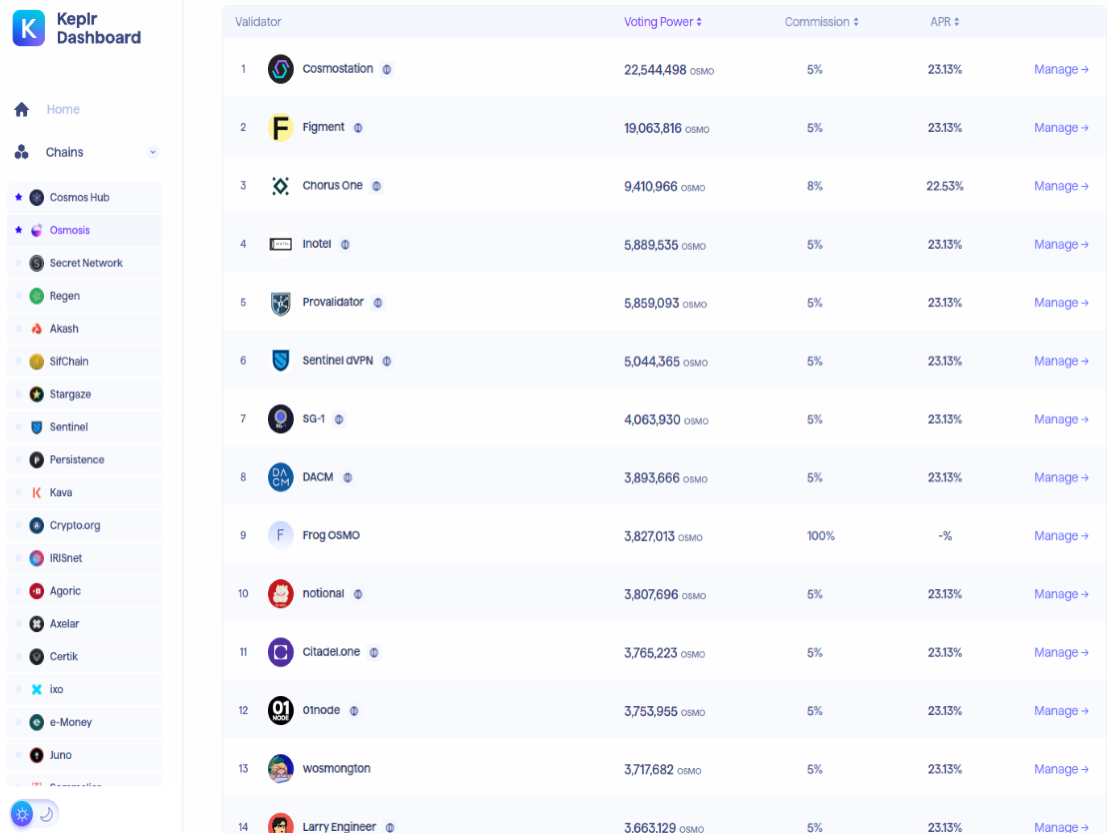 Keplr
Dashboard
Home
Chains
Cosmos Hub
Osmosis
Secret Network
Regen
Akash
SifChain
Stargaze
Sentinel
Persistence
Kava
Crypto.org
IRISnet
Agoric
Axelar
Certik
ixo
e-Money
Juno
Validator Voting Power Commission APR
1 Cosmostation 22,544,498 OSMO 5% 23.13% Manage →
2 F Figment 19,063,816 OSMO 5% 23.13% Manage →
3 Chorus One 9,410,966 OSMO 8% 22.53% Manage →
4 Inotel 5,889,535 OSMO 5% 23.13% Manage →
5 Provalidator 5,859,093 OSMO 5% 23.13% Manage →
6 Sentinel dVPN 5,044,365 OSMO 5% 23.13% Manage →
7 SG-1 4,063,930 OSMO 5% 23.13% Manage →
8 DACM DACM 3,893,666 OSMO 5% 23.13% Manage →
9 F Frog OSMO 3,827,013 OSMO 100% -% Manage →
10 notional 3,807,696 OSMO 5% 23.13% Manage →
11 Citadel.one 3,765,223 OSMO 5% 23.13% Manage →
12 01 NODE 01node 3,753,955 OSMO 5% 23.13% Manage →
13 wosmongton 3,717,682 OSMO 5% 23.13% Manage →
14 Larry Engineer 3,663,129 OSMO 5% 23.13% Manage →